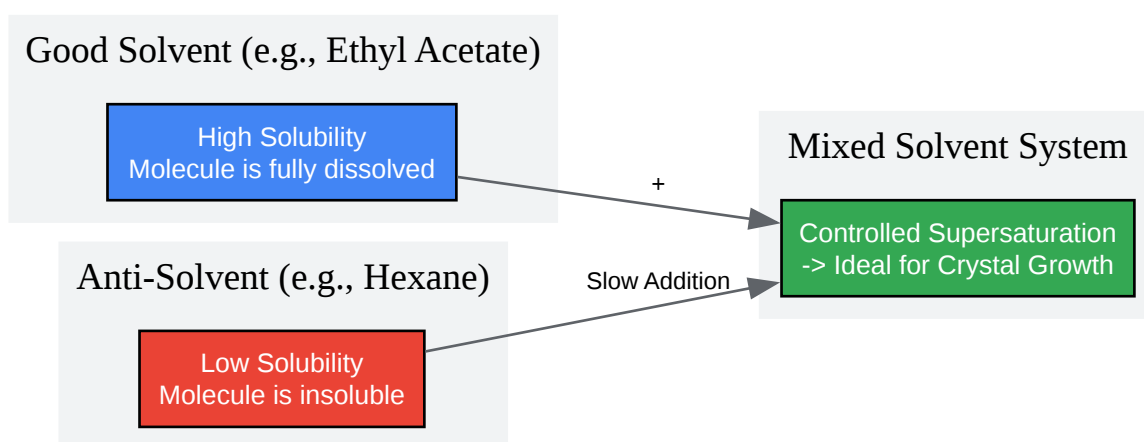 Good Solvent (e.g., Ethyl Acetate)
High Solubility
Molecule is fully dissolved
+
Mixed Solvent System
Controlled Supersaturation
-> Ideal for Crystal Growth
Anti-Solvent (e.g., Hexane)
Slow Addition
Low Solubility
Molecule is insoluble